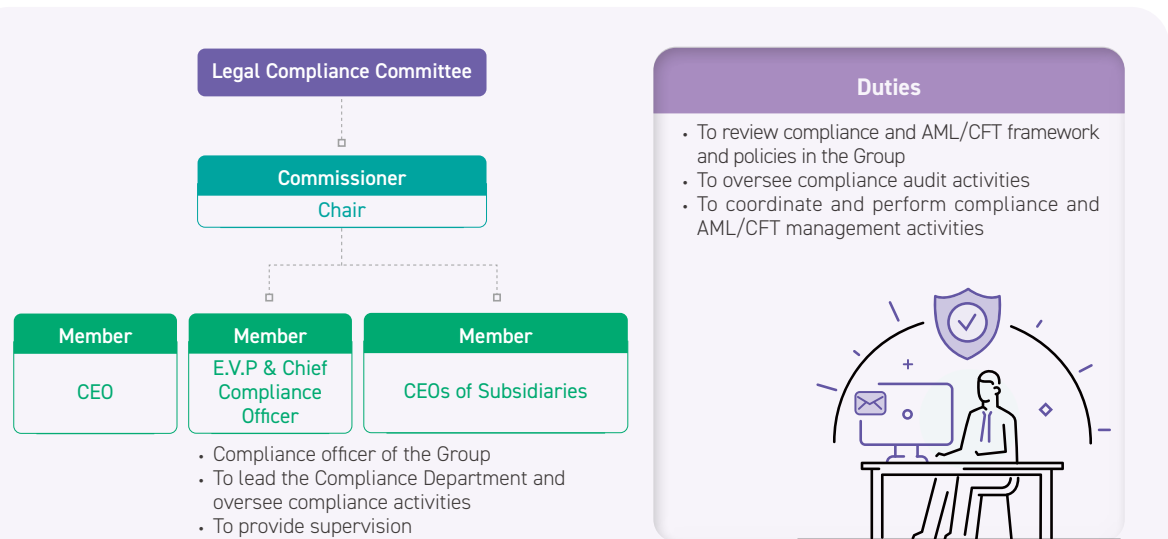 Legal Compliance Committee
Commissioner
Chair
Member
CEO
Member
E.V.P & Chief
Compliance
Officer
Member
CEOs of Subsidiaries
• Compliance officer of the Group
• To lead the Compliance Department and
oversee compliance activities
• To provide supervision
Duties
• To review compliance and AML/CFT framework
and policies in the Group
• To oversee compliance audit activities
• To coordinate and perform compliance and
AML/CFT management activities